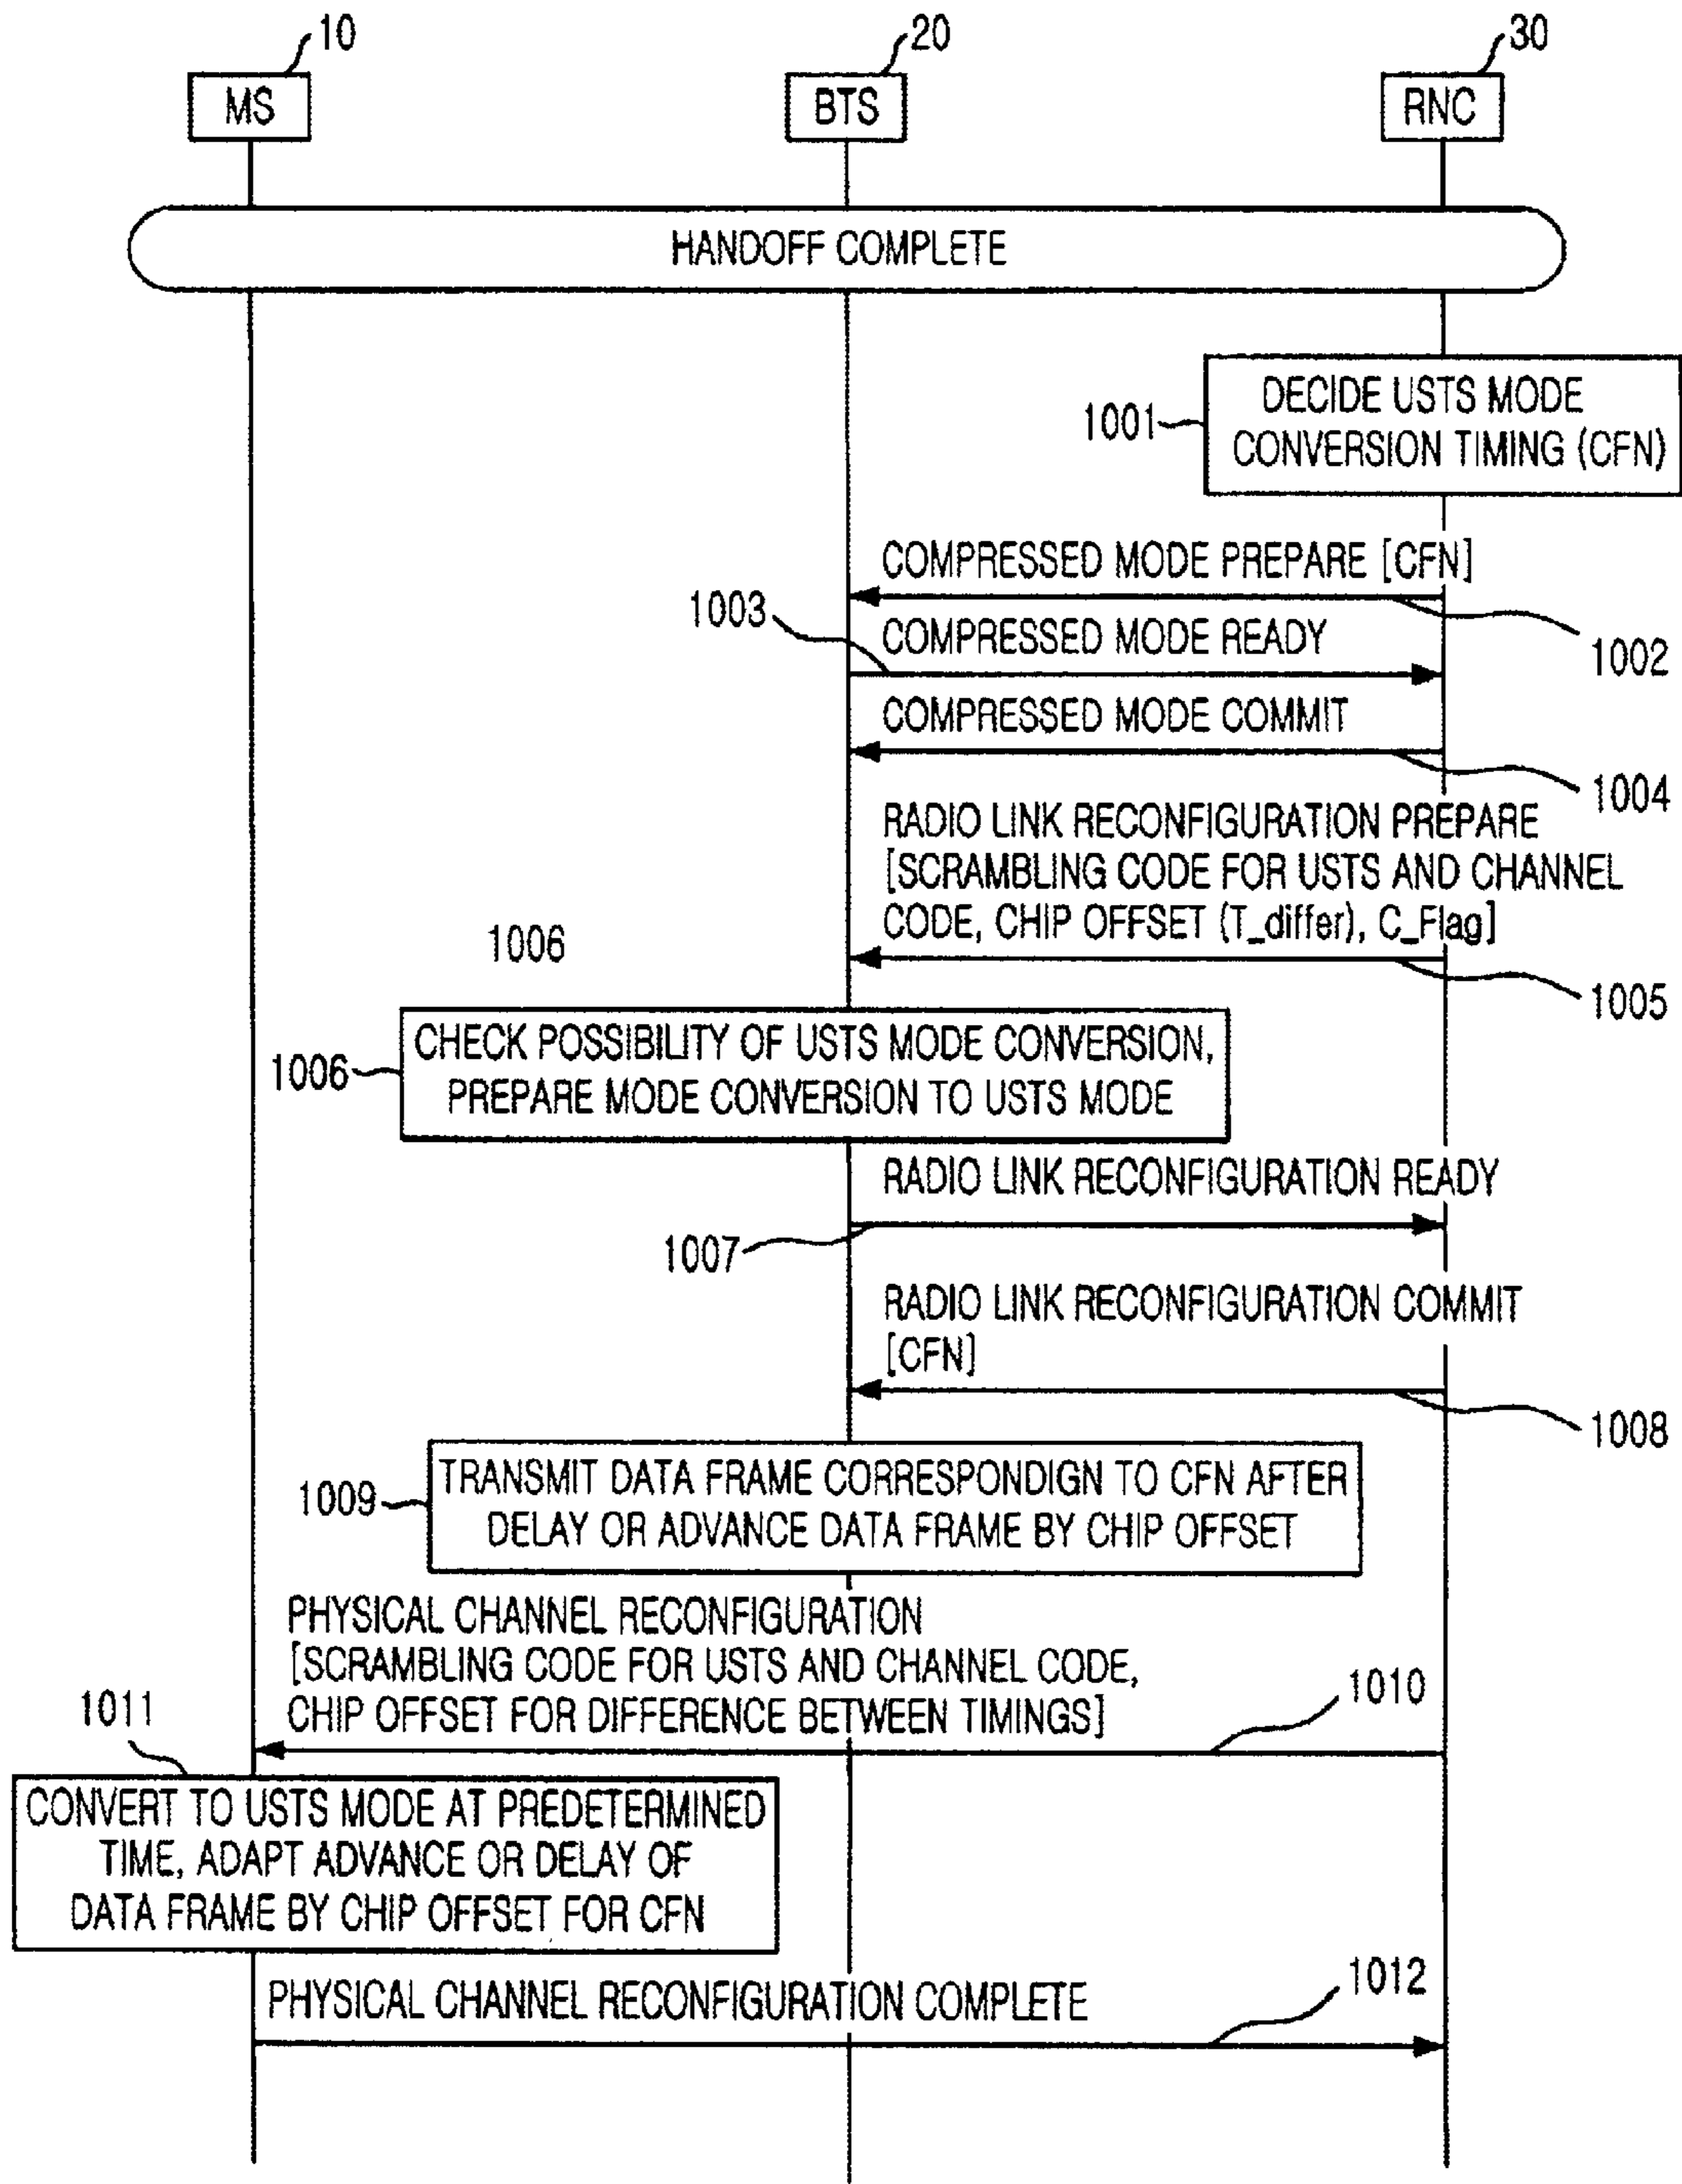 10
20
30
MS
BTS
RNC
HANDOFF COMPLETE
1001
DECIDE USTS MODE
CONVERSION TIMING (CFN)
COMPRESSED MODE PREPARE [CFN]
1002
1003
COMPRESSED MODE READY
COMPRESSED MODE COMMIT
1004
RADIO LINK RECONFIGURATION PREPARE
[SCRAMBLING CODE FOR USTS AND CHANNEL
CODE, CHIP OFFSET (T_differ), C_Flag]
1005
1006
1006
CHECK POSSIBILITY OF USTS MODE CONVERSION,
PREPARE MODE CONVERSION TO USTS MODE
RADIO LINK RECONFIGURATION READY
1007
RADIO LINK RECONFIGURATION COMMIT
[CFN]
1008
1009
TRANSMIT DATA FRAME CORRESPONDIGN TO CFN AFTER
DELAY OR ADVANCE DATA FRAME BY CHIP OFFSET
PHYSICAL CHANNEL RECONFIGURATION
[SCRAMBLING CODE FOR USTS AND CHANNEL CODE,
CHIP OFFSET FOR DIFFERENCE BETWEEN TIMINGS]
1010
1011
CONVERT TO USTS MODE AT PREDETERMINED
TIME, ADAPT ADVANCE OR DELAY OF
DATA FRAME BY CHIP OFFSET FOR CFN
PHYSICAL CHANNEL RECONFIGURATION COMPLETE
1012